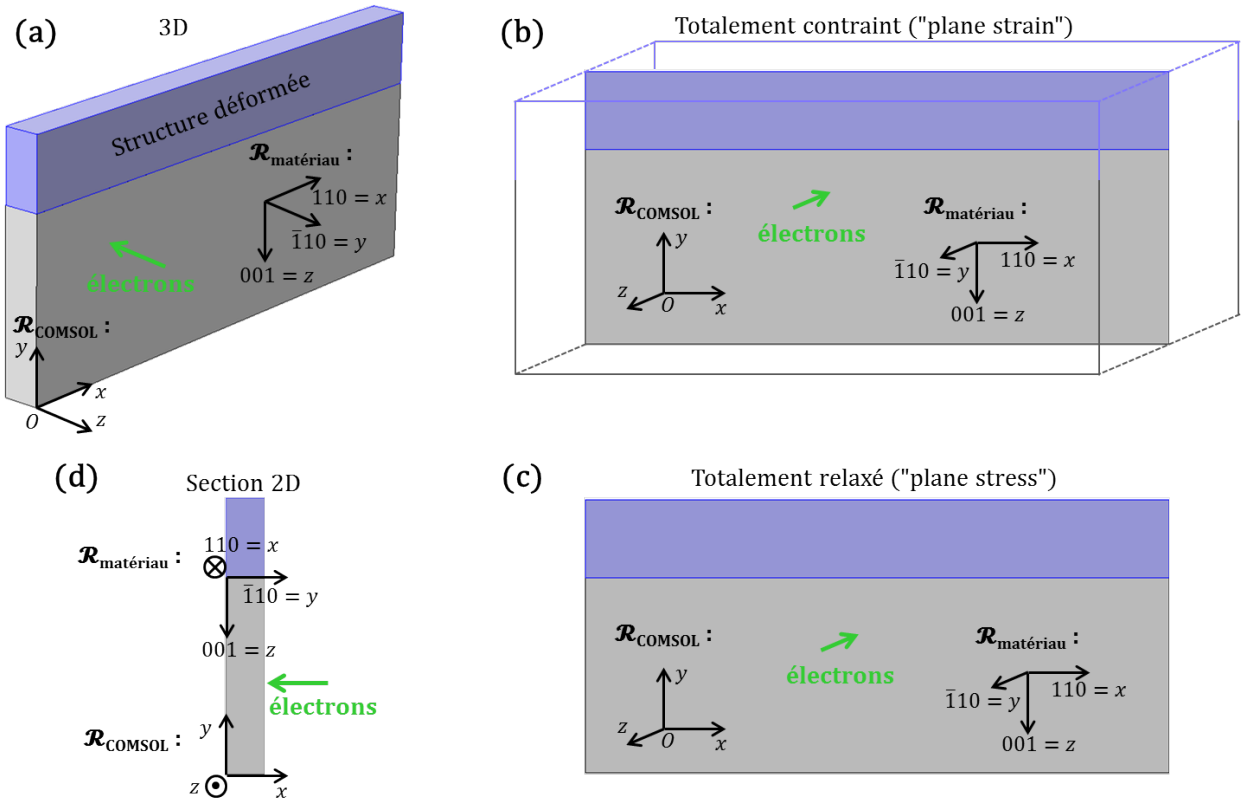 (a)
3D
Structure déformée
𝓡matériau :
110 = x
1̅10 = y
001 = z
électrons
𝓡COMSOL :
y
x
O
z
(b)
Totalement contraint ("plane strain")
𝓡COMSOL :
y
z
O
x
électrons
𝓡matériau :
1̅10 = y
110 = x
001 = z
(d)
Section 2D
110 = x
𝓡matériau :
1̅10 = y
001 = z
électrons
𝓡COMSOL :
y
z
x
(c)
Totalement relaxé ("plane stress")
𝓡COMSOL :
y
z
O
x
électrons
𝓡matériau :
1̅10 = y
110 = x
001 = z